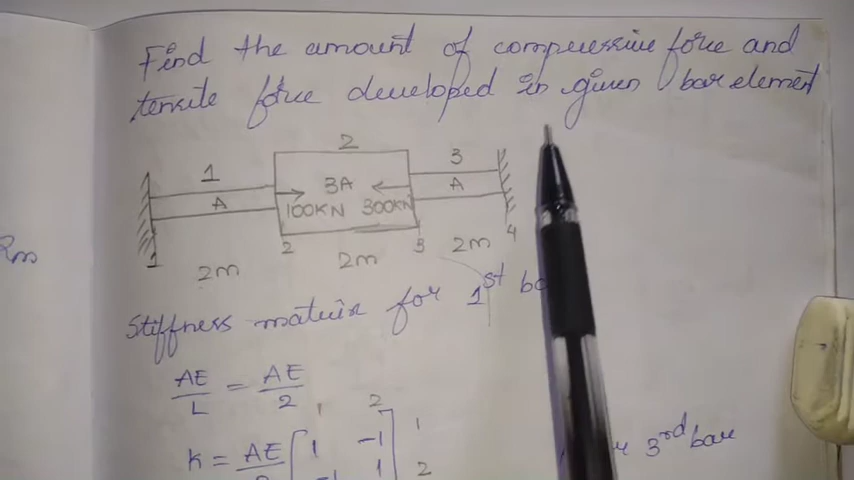 Find the amount of compressive force and
tensile force developed in given bar element
1 2 3
A 3A A
100KN 300KN
1 2 3 4
2m 2m 2m
Stiffness matrix for 1st
AE/L = AE/2
1 2
k = AE [ 1 -1 ] 1
-1 1 2
3rd bar